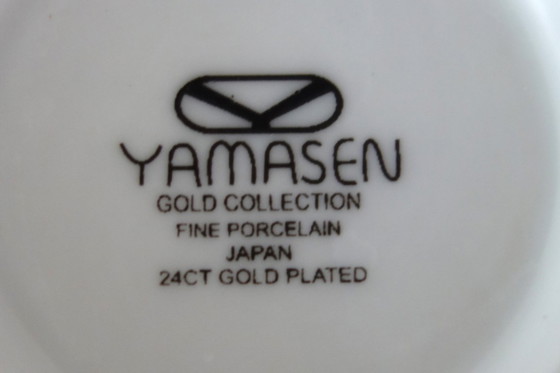 YAMASEN
GOLD COLLECTION
FINE PORCELAIN
JAPAN
24CT GOLD PLATED